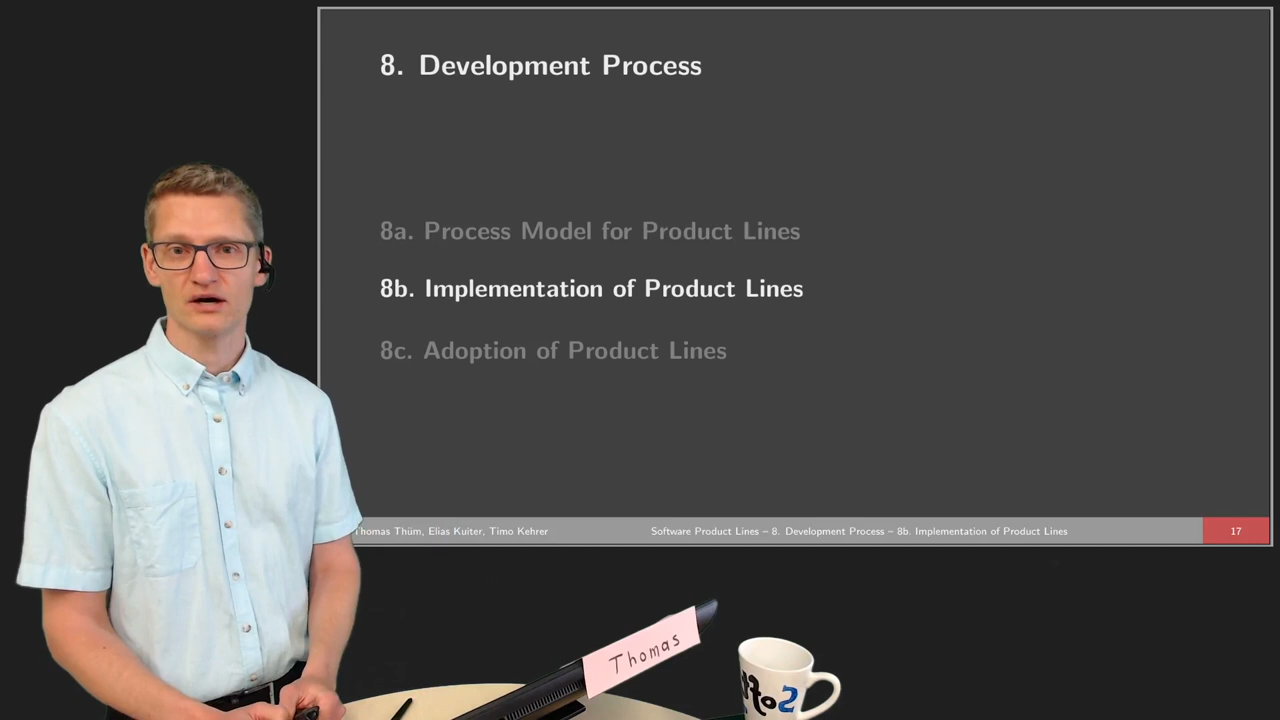 8. Development Process
8a. Process Model for Product Lines
8b. Implementation of Product Lines
8c. Adoption of Product Lines
Thomas Thüm, Elias Kuiter, Timo Kehrer
Software Product Lines – 8. Development Process – 8b. Implementation of Product Lines
17
Thomas